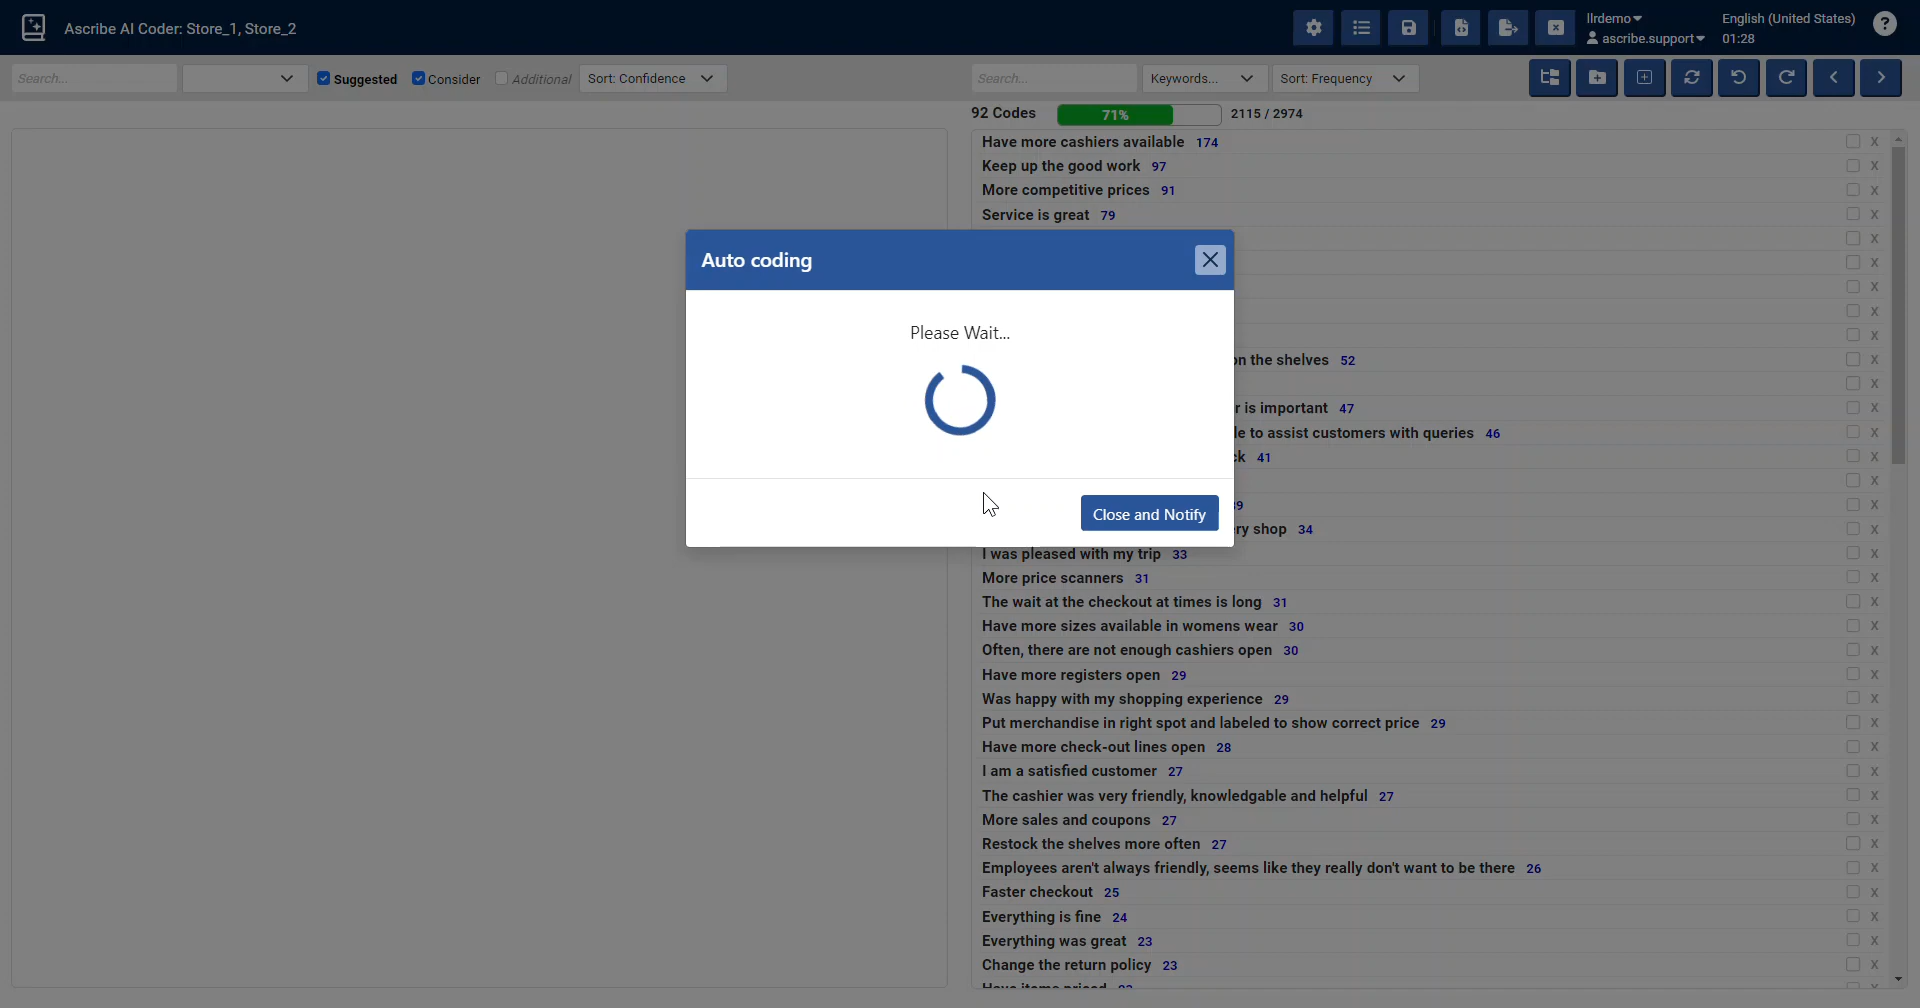 Ascribe AI Coder: Store_1, Store_2
llrdemo
ascribe.support
English (United States)
01:28
?
Search...
Suggested
Consider
Additional
Sort: Confidence
Search...
Keywords...
Sort: Frequency
92 Codes
71%
2115 / 2974
Have more cashiers available 174 X
Keep up the good work 97 X
More competitive prices 91 X
Service is great 79 X
Auto coding
Please Wait...
Close and Notify
X
X
X
X
X
on the shelves 52 X
X
r is important 47 X
le to assist customers with queries 46 X
ck 41 X
X
39 X
ery shop 34 X
I was pleased with my trip 33 X
More price scanners 31 X
The wait at the checkout at times is long 31 X
Have more sizes available in womens wear 30 X
Often, there are not enough cashiers open 30 X
Have more registers open 29 X
Was happy with my shopping experience 29 X
Put merchandise in right spot and labeled to show correct price 29 X
Have more check-out lines open 28 X
I am a satisfied customer 27 X
The cashier was very friendly, knowledgable and helpful 27 X
More sales and coupons 27 X
Restock the shelves more often 27 X
Employees aren't always friendly, seems like they really don't want to be there 26 X
Faster checkout 25 X
Everything is fine 24 X
Everything was great 23 X
Change the return policy 23 X